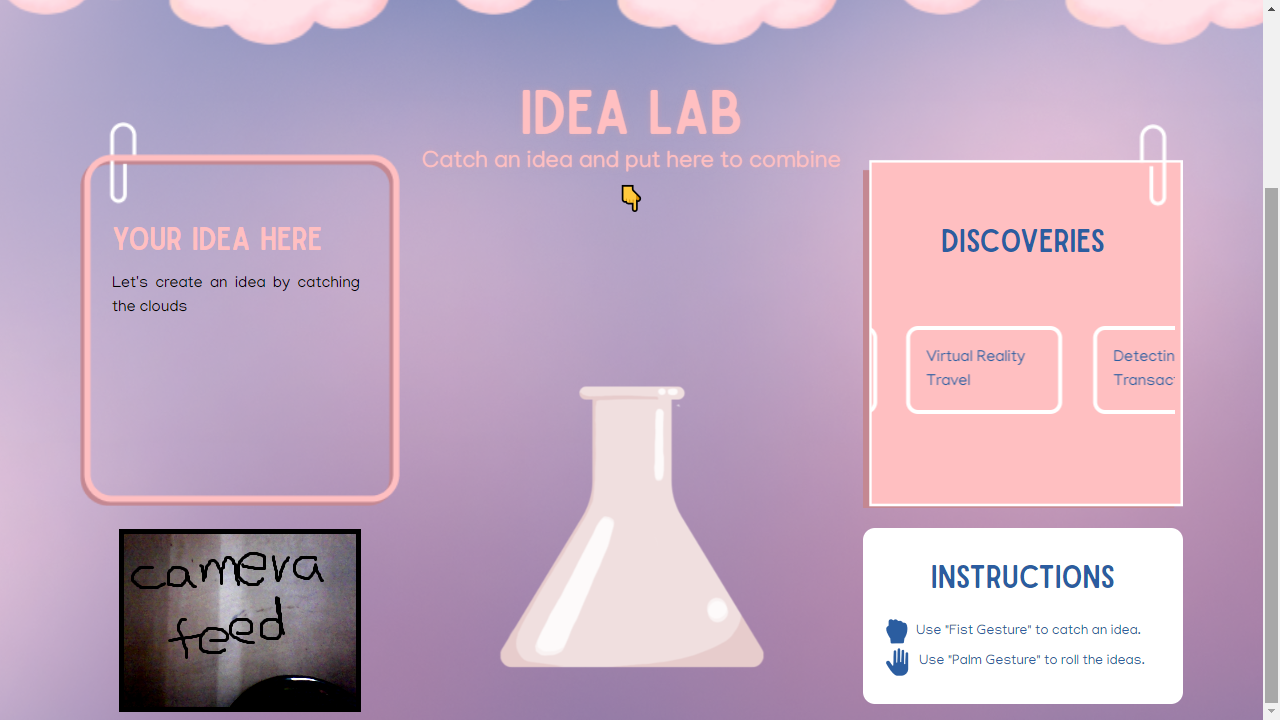 IDEA LAB
Catch an idea and put here to combine
YOUR IDEA HERE
Let's create an idea by catching
the clouds
DISCOVERIES
Virtual Reality
Travel
Detectin
Transac
camera
feed
INSTRUCTIONS
Use "Fist Gesture" to catch an idea.
Use "Palm Gesture" to roll the ideas.